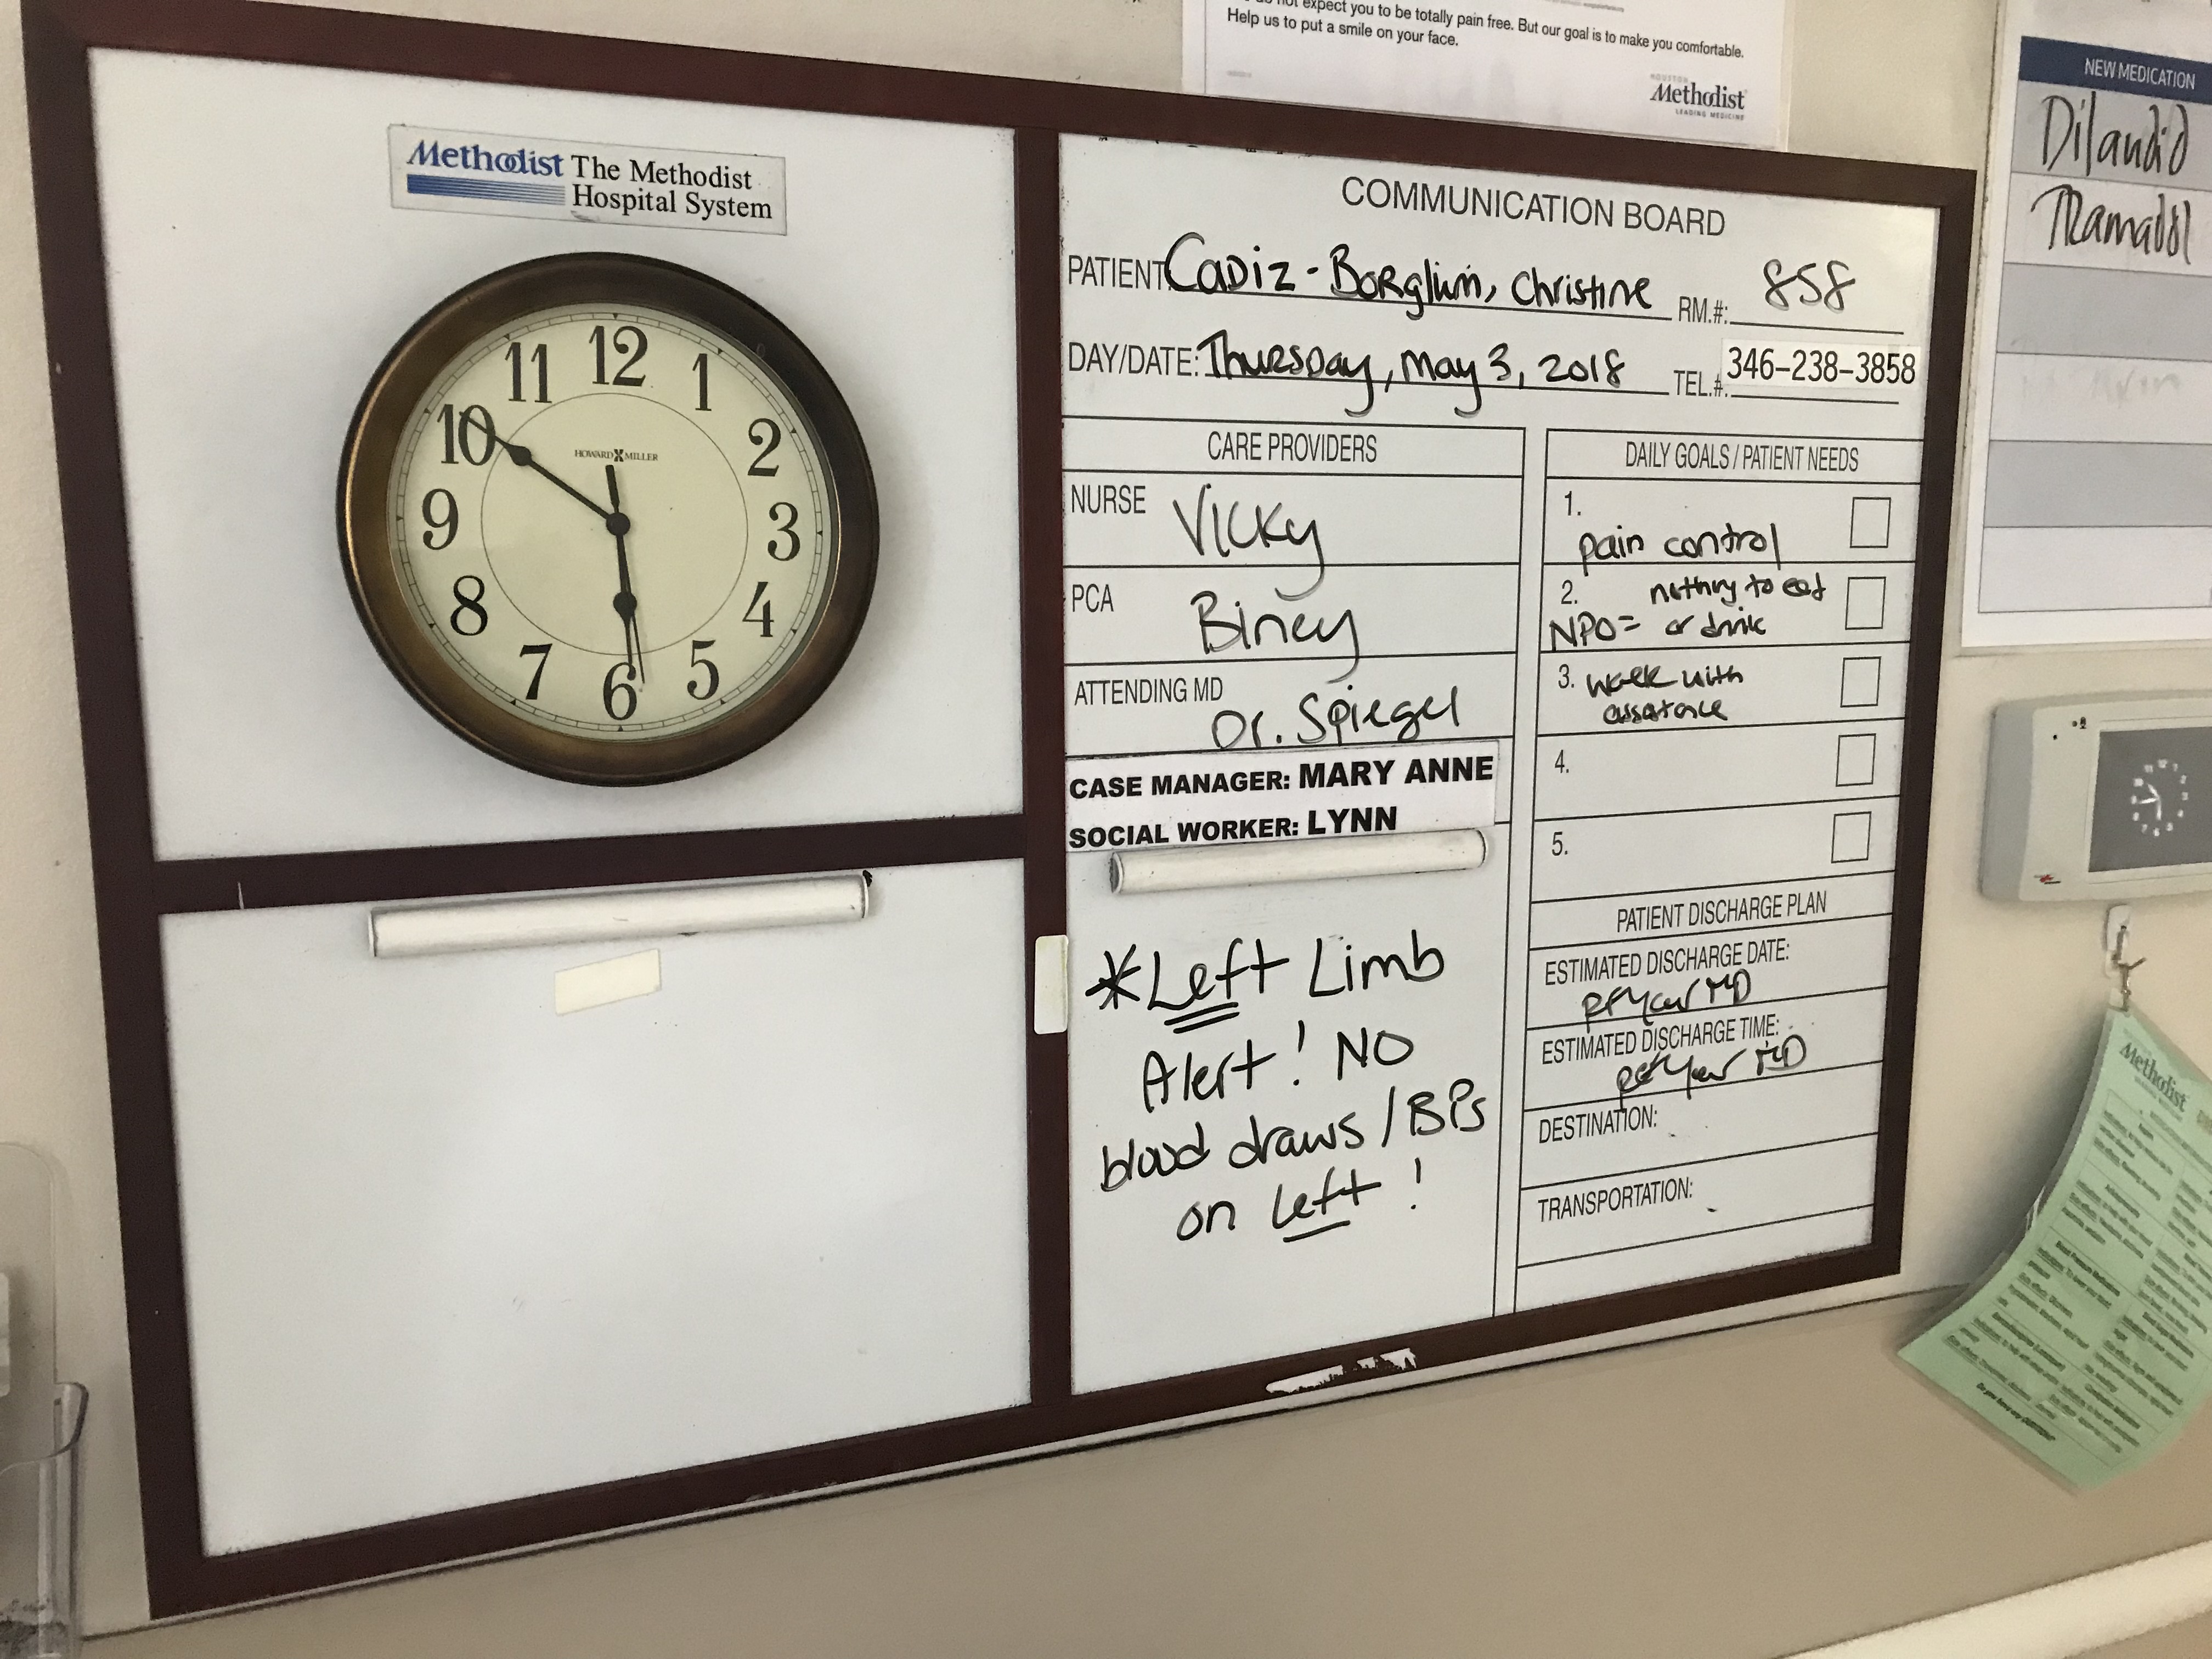 not expect you to be totally pain free. But our goal is to make you comfortable.
Help us to put a smile on your face.
HOUSTON
Methodist
LEADING MEDICINE
NEW MEDICATION
Dilaudid
TRamadol
Methodist The Methodist
Hospital System
12
1
2
3
4
5
6
7
8
9
10
11
HOWARD MILLER
COMMUNICATION BOARD
PATIENT Cadiz-Borglum, Christine RM.#: 858
DAY/DATE: Thursday, May 3, 2018 TEL.# 346-238-3858
CARE PROVIDERS
NURSE Vicky
PCA Biney
ATTENDING MD
Dr. Spiegel
CASE MANAGER: MARY ANNE
SOCIAL WORKER: LYNN
*Left Limb
Alert! NO
blood draws/BPs
on left!
DAILY GOALS / PATIENT NEEDS
1.
pain control
2. nothing to eat
NPO= or drink
3. walk with
assistance
4.
5.
PATIENT DISCHARGE PLAN
ESTIMATED DISCHARGE DATE:
per your MD
ESTIMATED DISCHARGE TIME:
per your MD
DESTINATION:
TRANSPORTATION:
Methodist